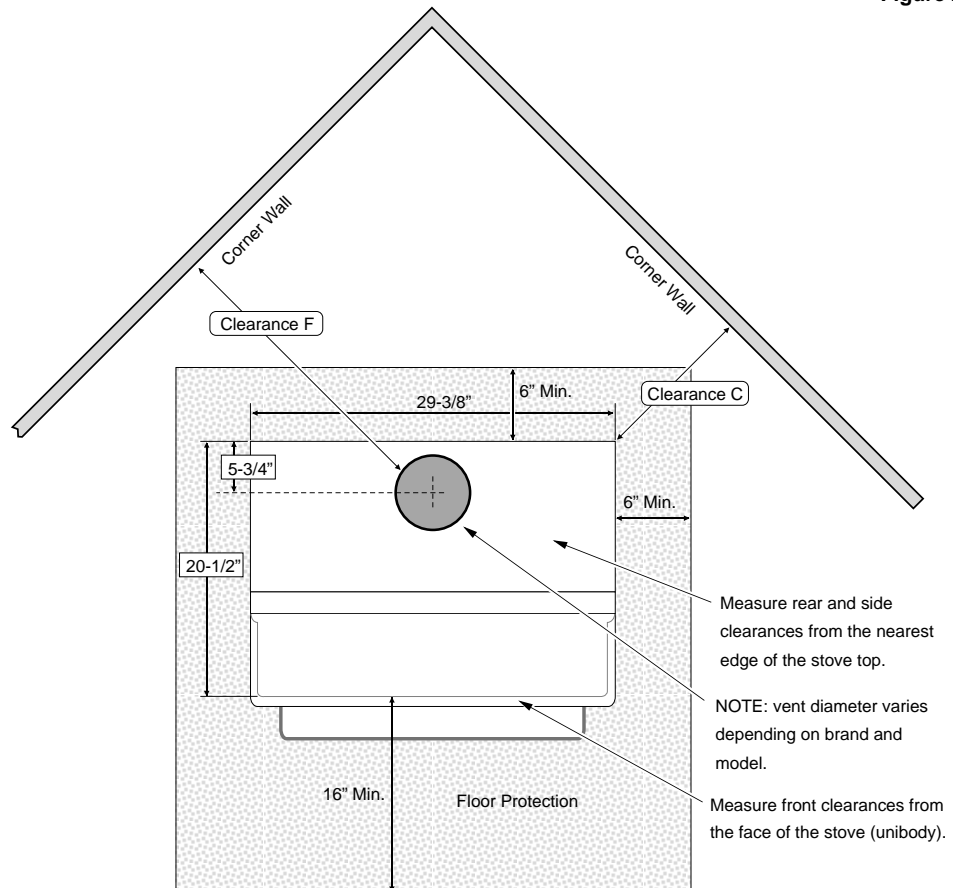 Figure
Corner Wall
Corner Wall
Clearance F
6” Min.
Clearance C
29-3/8”
5-3/4”
6” Min.
20-1/2”
Measure rear and side
clearances from the nearest
edge of the stove top.
NOTE: vent diameter varies
depending on brand and
model.
16” Min.
Floor Protection
Measure front clearances from
the face of the stove (unibody).